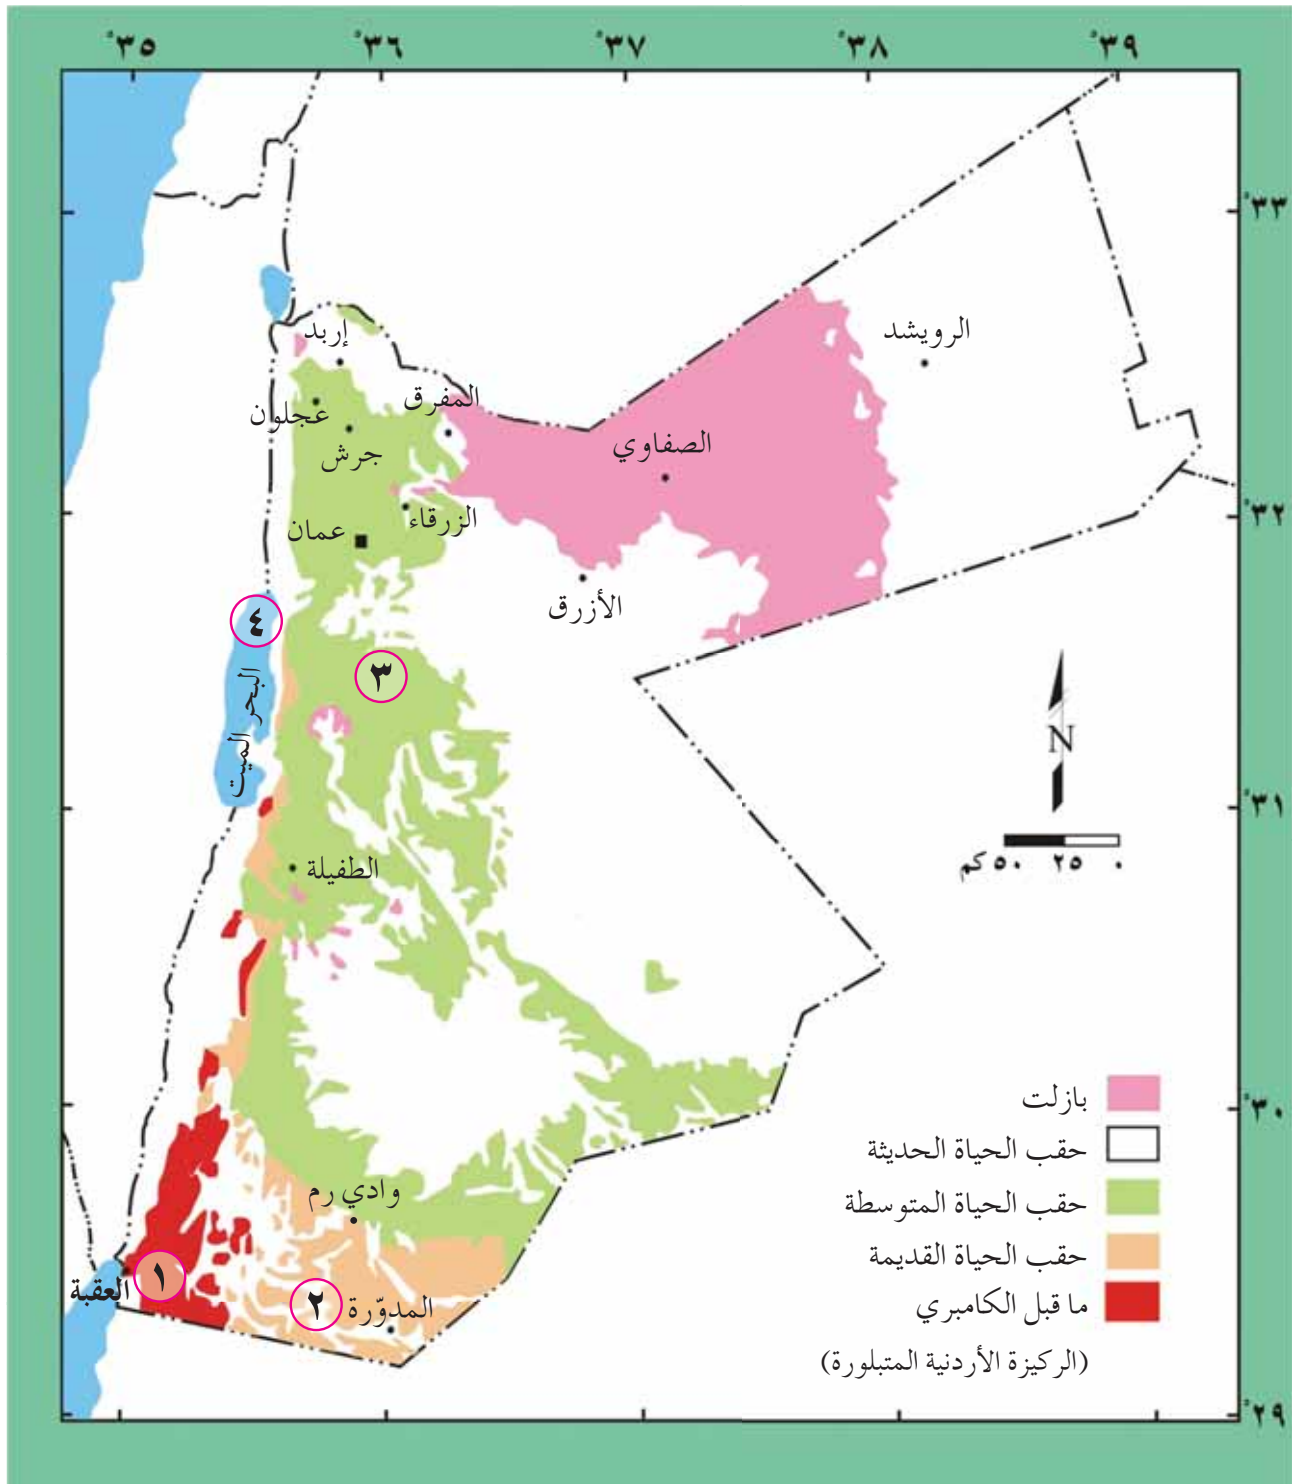 °٣٥ °٣٦ °٣٧ °٣٨ °٣٩
°٣٣
إربد
الرويشد
عجلون
المفرق
جرش
الصفاوي
°٣٢
الزرقاء
عمان
الأزرق
٤
٣
البحر الميت
N
°٣١
٥٠ كم ٢٥ ٠
الطفيلة
بازلت
°٣٠
حقب الحياة الحديثة
حقب الحياة المتوسطة
وادي رم
حقب الحياة القديمة
العقبة
١
٢
المدوّرة
ما قبل الكامبري
(الركيزة الأردنية المتبلورة)
°٢٩